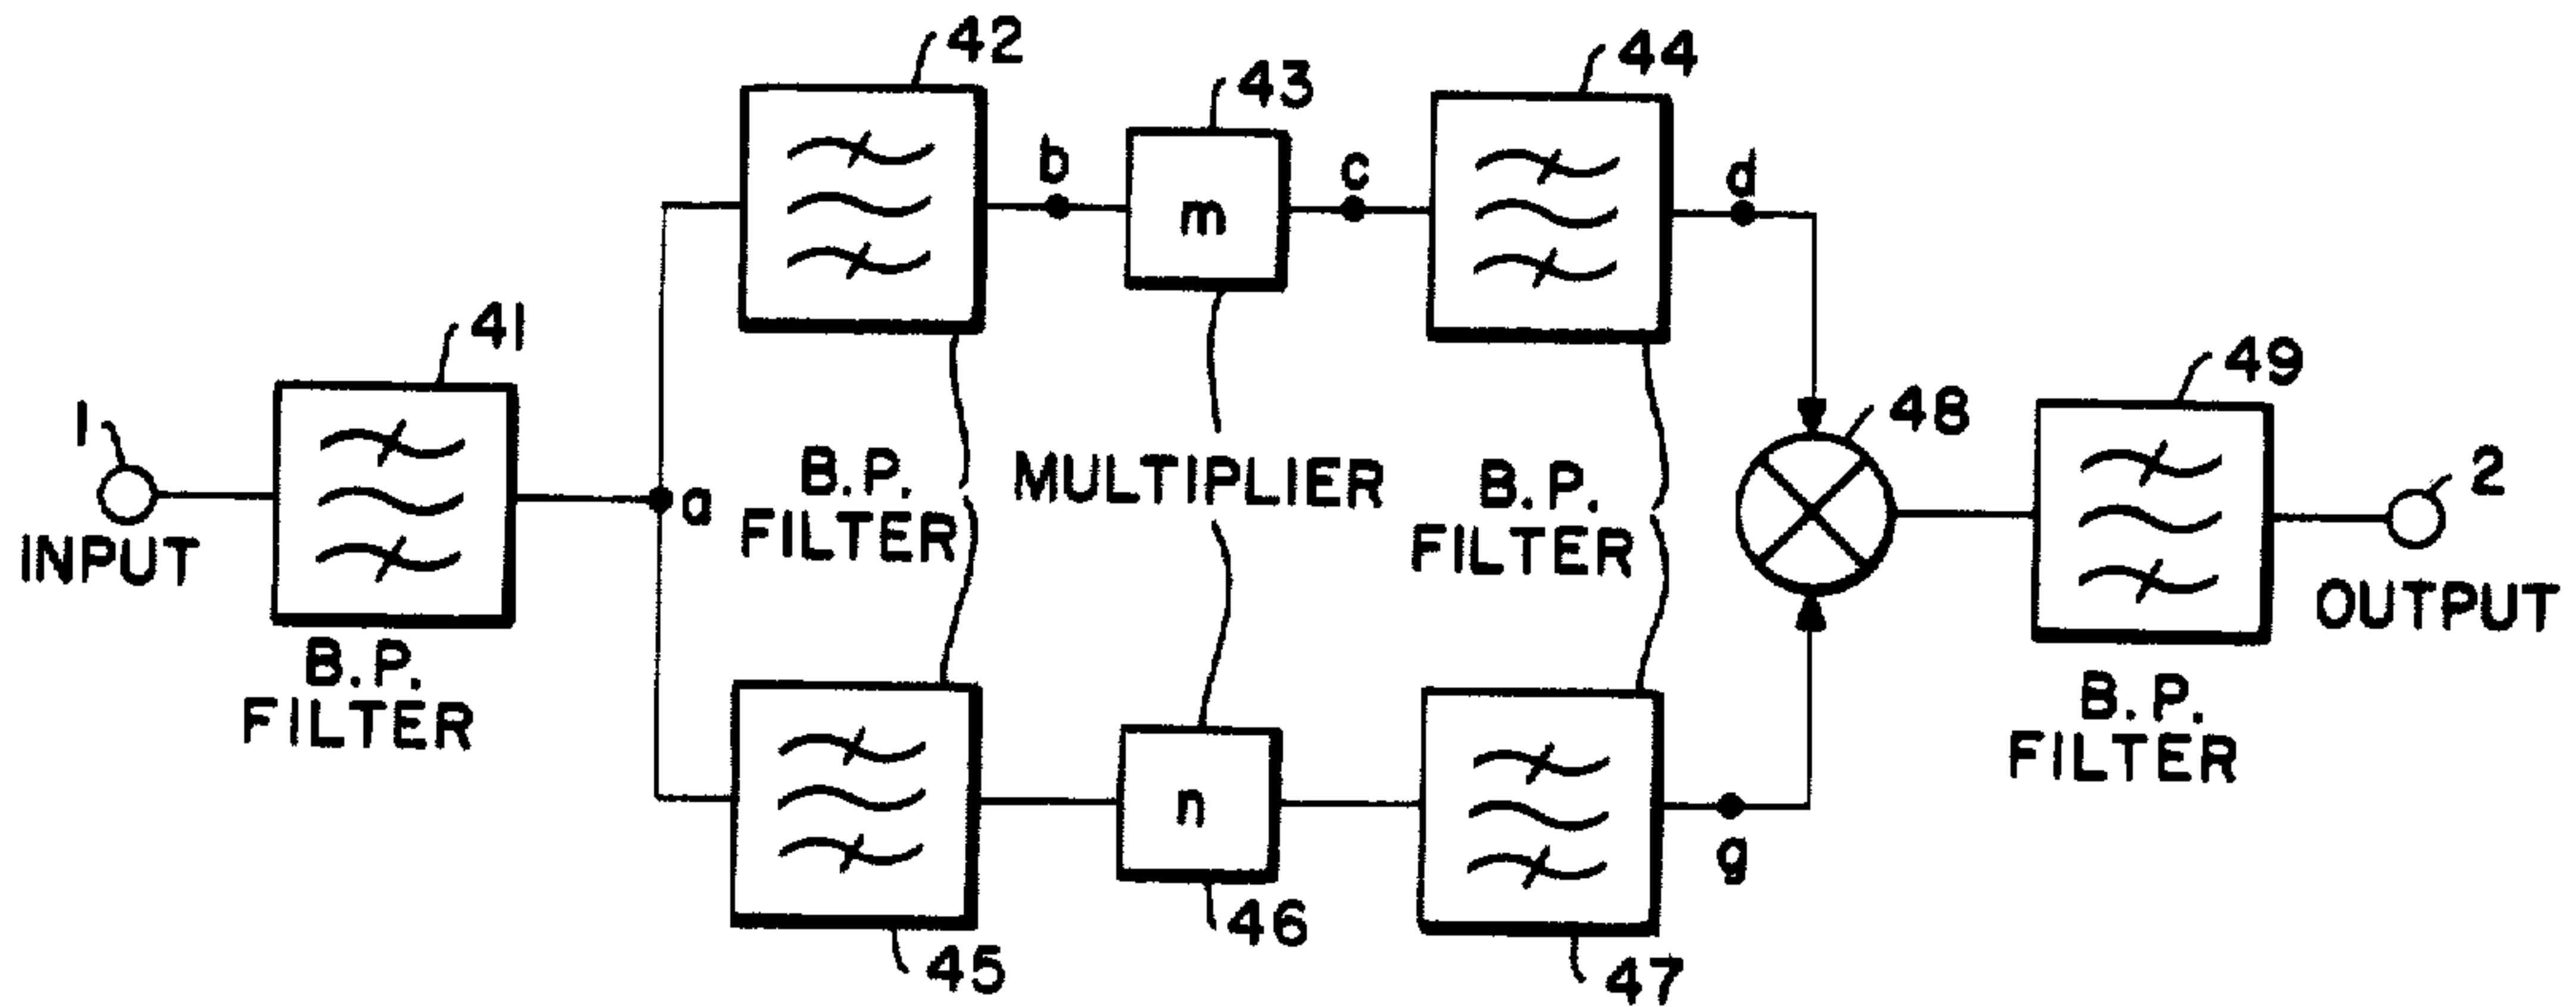 42
44
43
b
c
d
m
41
49
1
48
B.P.
FILTER
MULTIPLIER
B.P.
FILTER
2
a
INPUT
OUTPUT
B.P.
FILTER
B.P.
FILTER
n
g
46
45
47